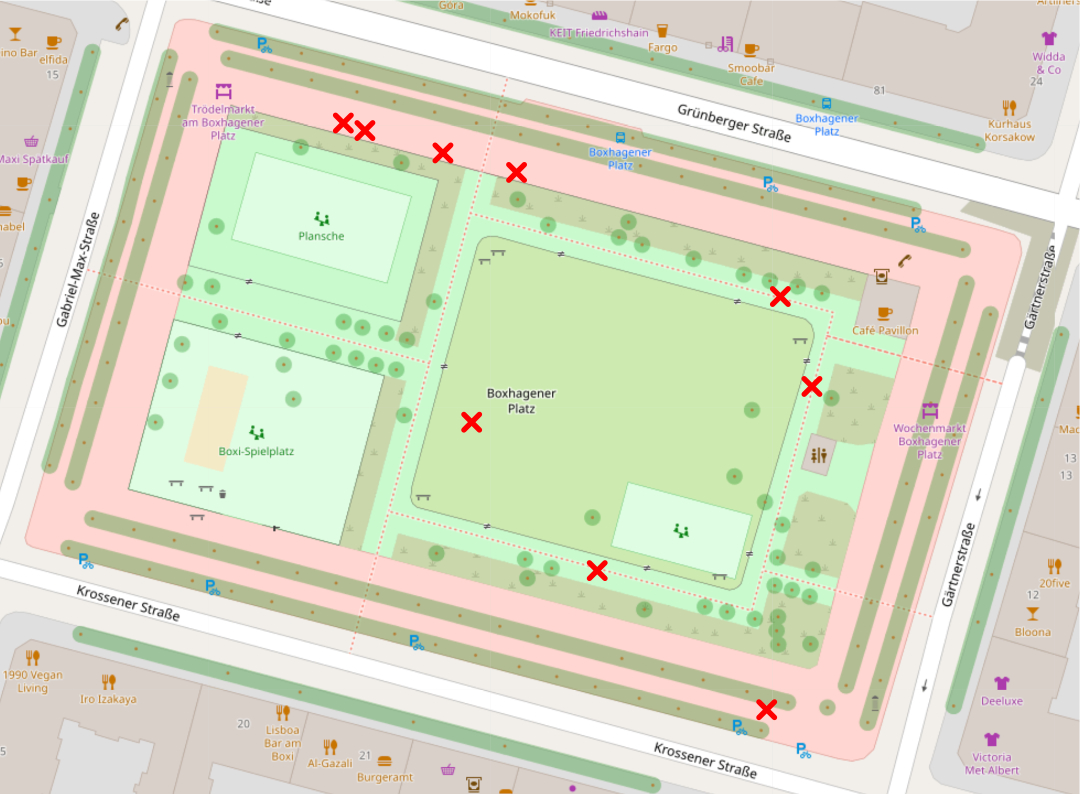 Gora
Mokofuk
KEIT Friedrichshain
Fargo
Smoobar
Cafe
81
Widda
& Co
24
Kurhaus
Korsakow
elfida
15
Maxi Spätkauf
Trödelmarkt
am Boxhagener
Platz
Grünberger Straße
Boxhagener
Platz
Boxhagener
Platz
Plansche
Gabriel-Max-Straße
Gärtnerstraße
Café Pavillon
Boxhagener
Platz
Wochenmarkt
Boxhagener
Platz
Boxi-Spielplatz
13
13
Gärtnerstraße
Krossener Straße
20five
12
Bloona
1990 Vegan
Living
Iro Izakaya
20
Lisboa
Bar am
Boxi
Al-Gazali
21
Burgeramt
Krossener Straße
Deeluxe
Victoria
Met Albert